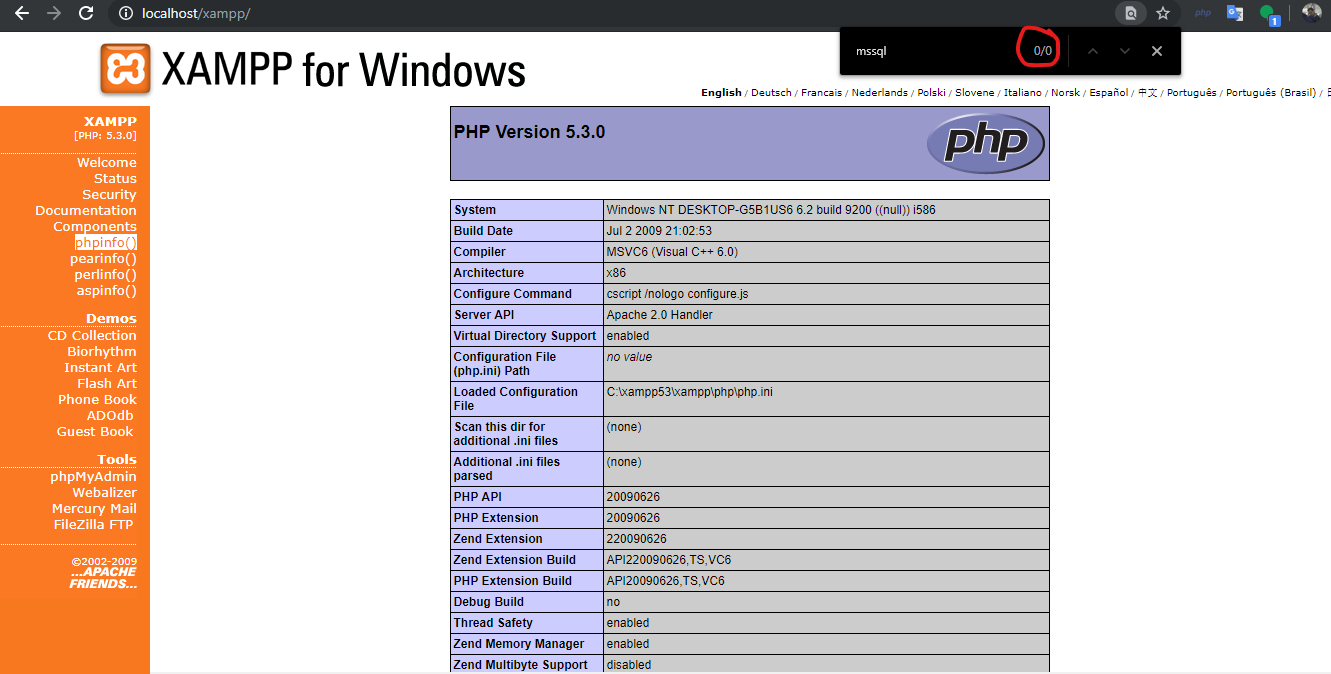 localhost/xampp/
php
1
mssql
0/0
XAMPP for Windows
English / Deutsch / Francais / Nederlands / Polski / Slovene / Italiano / Norsk / Español / 中文 / Português / Português (Brasil) /
XAMPP
[PHP: 5.3.0]
Welcome
Status
Security
Documentation
Components
phpinfo()
pearinfo()
perlinfo()
aspinfo()
Demos
CD Collection
Biorhythm
Instant Art
Flash Art
Phone Book
ADOdb
Guest Book
Tools
phpMyAdmin
Webalizer
Mercury Mail
FileZilla FTP
©2002-2009
...APACHE
FRIENDS...
PHP Version 5.3.0
php
System Windows NT DESKTOP-G5B1US6 6.2 build 9200 ((null)) i586
Build Date Jul 2 2009 21:02:53
Compiler MSVC6 (Visual C++ 6.0)
Architecture x86
Configure Command cscript /nologo configure.js
Server API Apache 2.0 Handler
Virtual Directory Support enabled
Configuration File no value
(php.ini) Path
Loaded Configuration C:\xampp53\xampp\php\php.ini
File
Scan this dir for (none)
additional .ini files
Additional .ini files (none)
parsed
PHP API 20090626
PHP Extension 20090626
Zend Extension 220090626
Zend Extension Build API220090626,TS,VC6
PHP Extension Build API20090626,TS,VC6
Debug Build no
Thread Safety enabled
Zend Memory Manager enabled
Zend Multibyte Support disabled